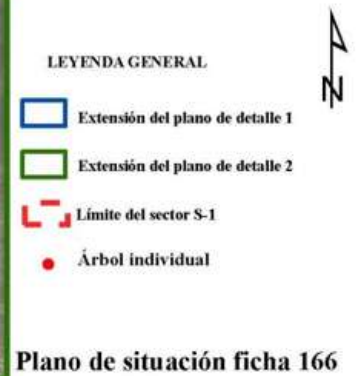 N
LEYENDA GENERAL
Extensión del plano de detalle 1
Extensión del plano de detalle 2
Límite del sector S-1
Árbol individual
Plano de situación ficha 166